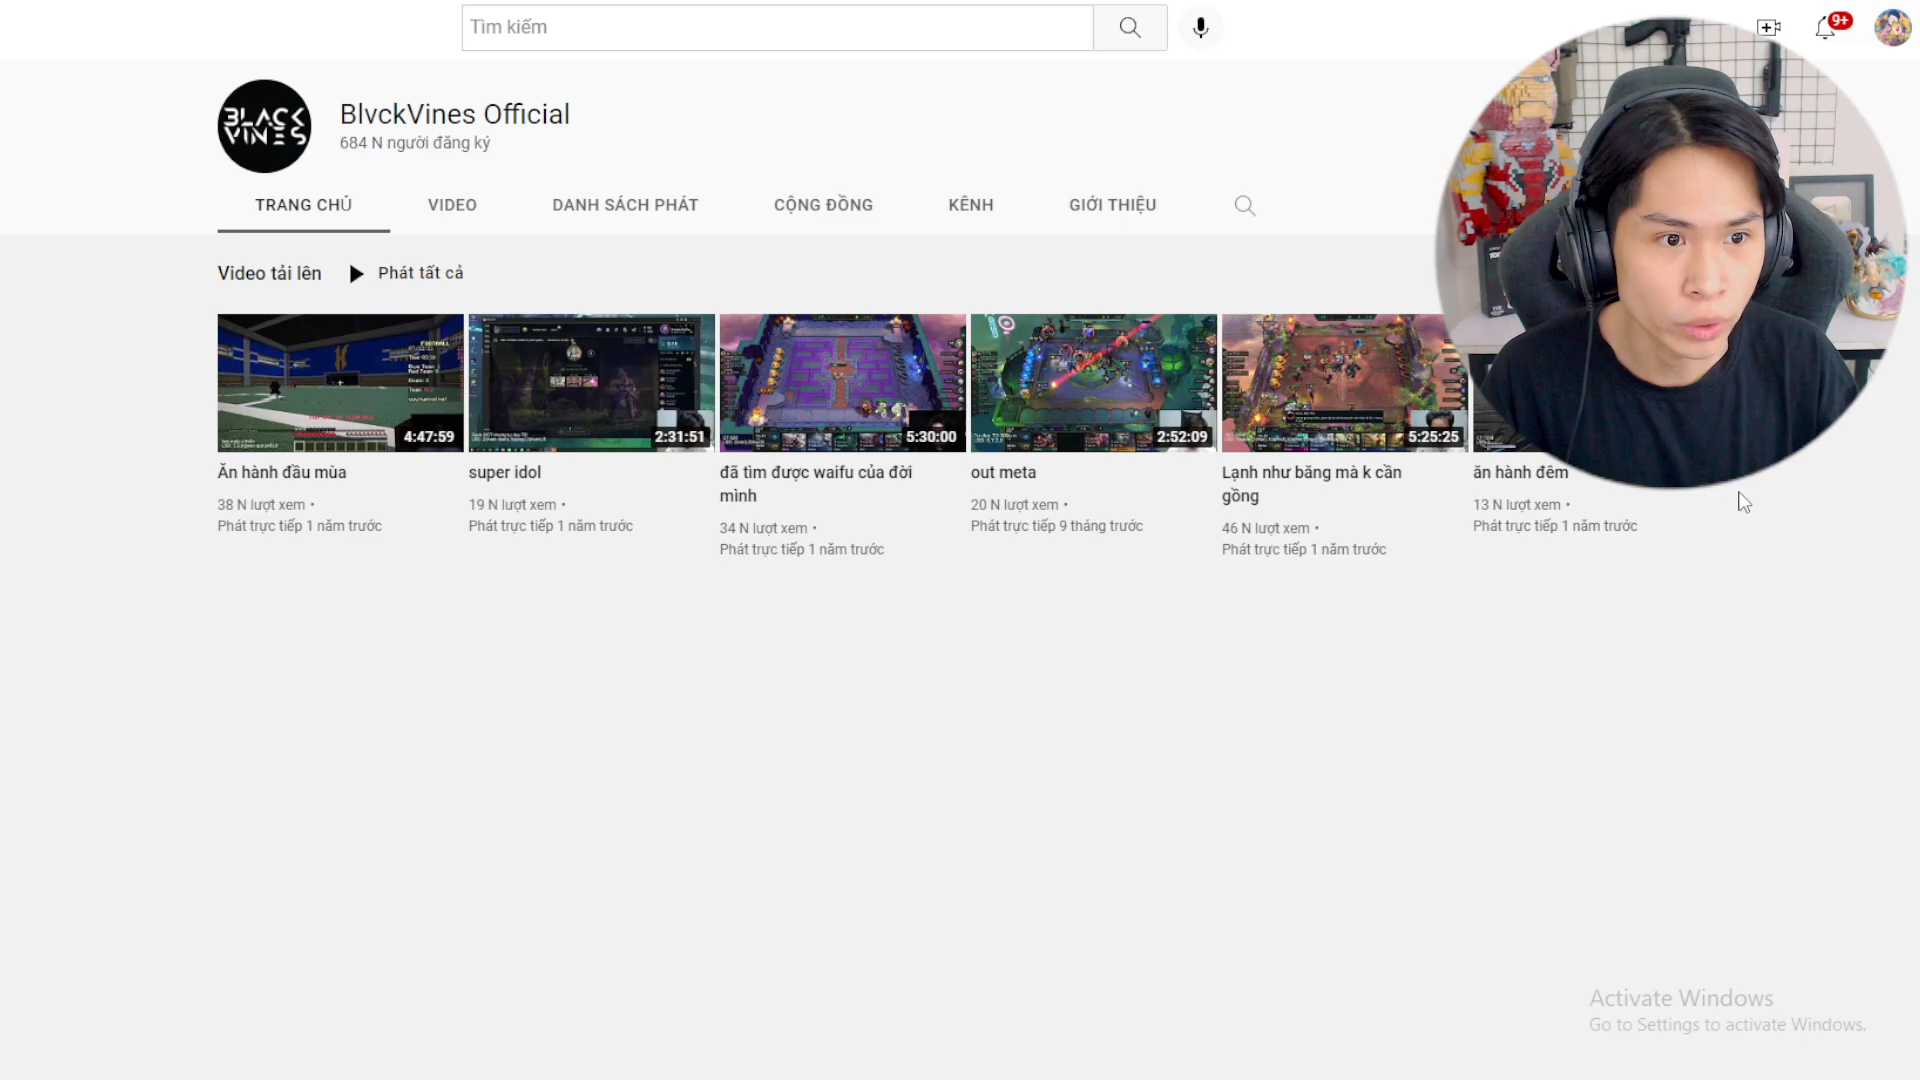 Tìm kiếm
9+
BLACK
VINES
BlvckVines Official
684 N người đăng ký
TRANG CHỦ
VIDEO
DANH SÁCH PHÁT
CỘNG ĐỒNG
KÊNH
GIỚI THIỆU
Video tải lên
Phát tất cả
4:47:59
2:31:51
5:30:00
2:52:09
5:25:25
Ăn hành đầu mùa
38 N lượt xem •
Phát trực tiếp 1 năm trước
super idol
19 N lượt xem •
Phát trực tiếp 1 năm trước
đã tìm được waifu của đời
mình
34 N lượt xem •
Phát trực tiếp 1 năm trước
out meta
20 N lượt xem •
Phát trực tiếp 9 tháng trước
Lạnh như băng mà k cần
gồng
46 N lượt xem •
Phát trực tiếp 1 năm trước
ăn hành đêm
13 N lượt xem •
Phát trực tiếp 1 năm trước
Activate Windows
Go to Settings to activate Windows.